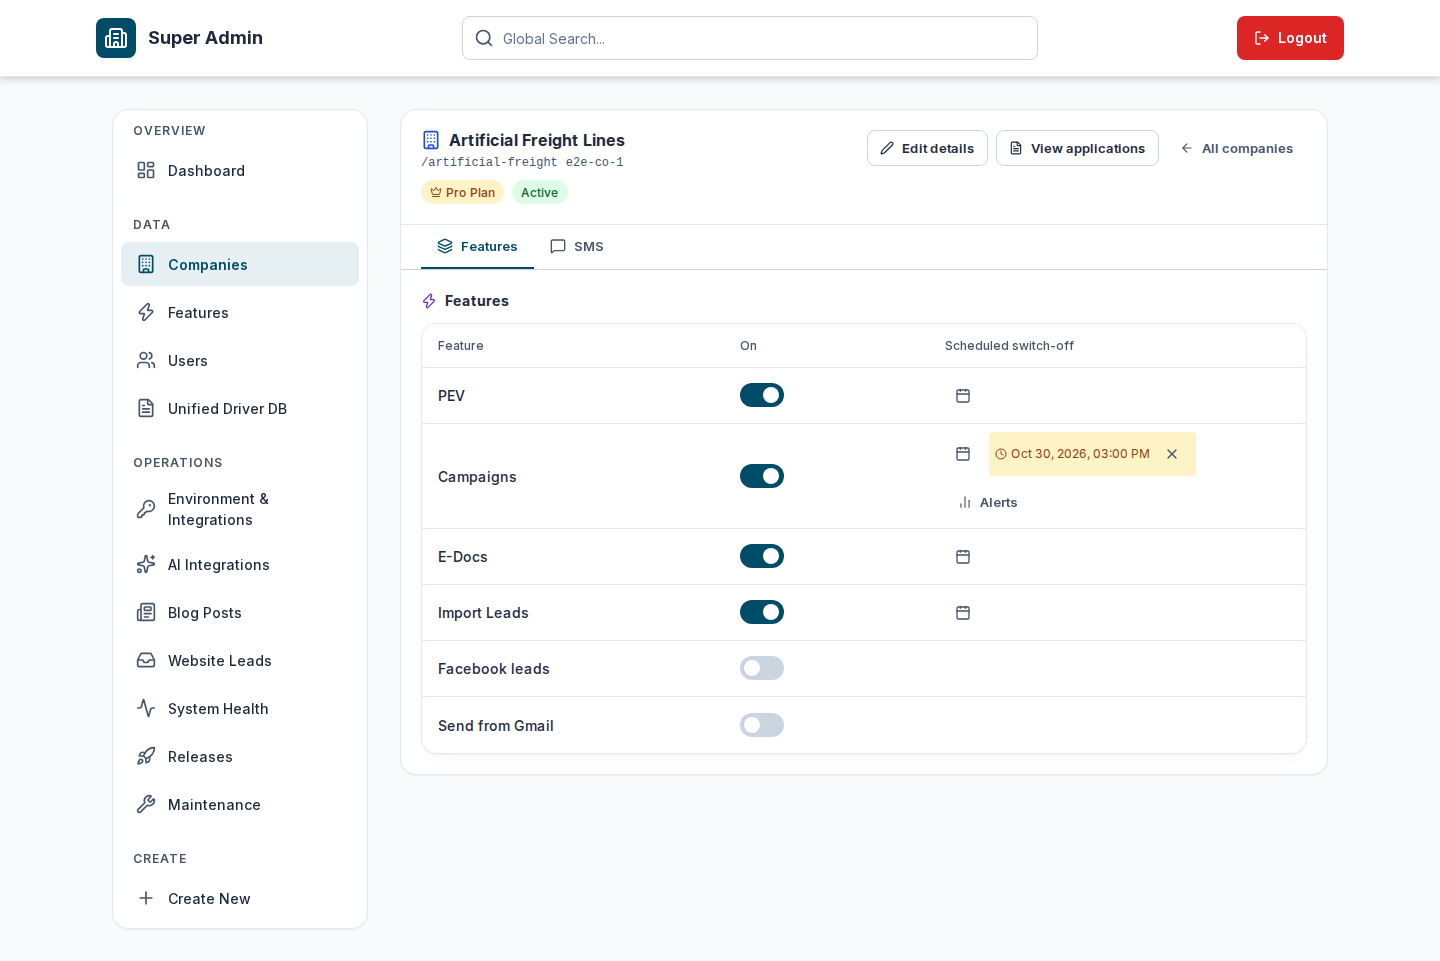 Super Admin
Global Search...
Logout
OVERVIEW
Dashboard
DATA
Companies
Features
Users
Unified Driver DB
OPERATIONS
Environment &
Integrations
AI Integrations
Blog Posts
Website Leads
System Health
Releases
Maintenance
CREATE
Create New
Artificial Freight Lines
/artificial-freight e2e-co-1
Pro Plan
Active
Edit details
View applications
All companies
Features
SMS
Features
Feature
On
Scheduled switch-off
PEV
Campaigns
Oct 30, 2026, 03:00 PM
Alerts
E-Docs
Import Leads
Facebook leads
Send from Gmail